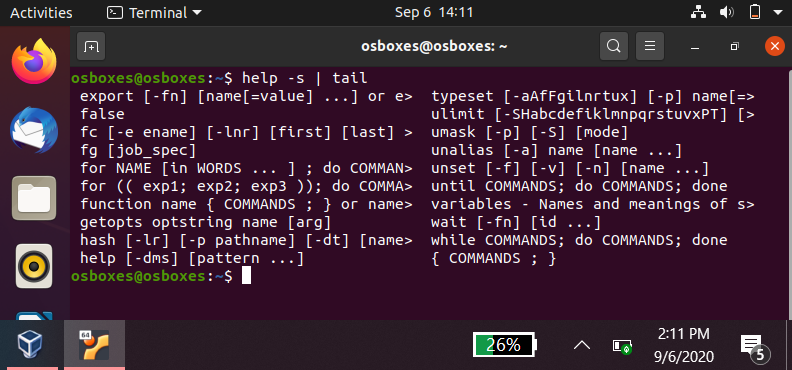 Activities Terminal Sep 6 14:11
osboxes@osboxes: ~
osboxes@osboxes:~$ help -s | tail
 export [-fn] [name[=value] ...] or e>  typeset [-aAfFgilnrtux] [-p] name[=>
 false                                  ulimit [-SHabcdefiklmnpqrstuvxPT] [>
 fc [-e ename] [-lnr] [first] [last] >  umask [-p] [-S] [mode]
 fg [job_spec]                          unalias [-a] name [name ...]
 for NAME [in WORDS ... ] ; do COMMAN>  unset [-f] [-v] [-n] [name ...]
 for (( exp1; exp2; exp3 )); do COMMA>  until COMMANDS; do COMMANDS; done
 function name { COMMANDS ; } or name>  variables - Names and meanings of s>
 getopts optstring name [arg]           wait [-fn] [id ...]
 hash [-lr] [-p pathname] [-dt] [name>  while COMMANDS; do COMMANDS; done
 help [-dms] [pattern ...]              { COMMANDS ; }
osboxes@osboxes:~$
64
26%
2:11 PM
9/6/2020
5